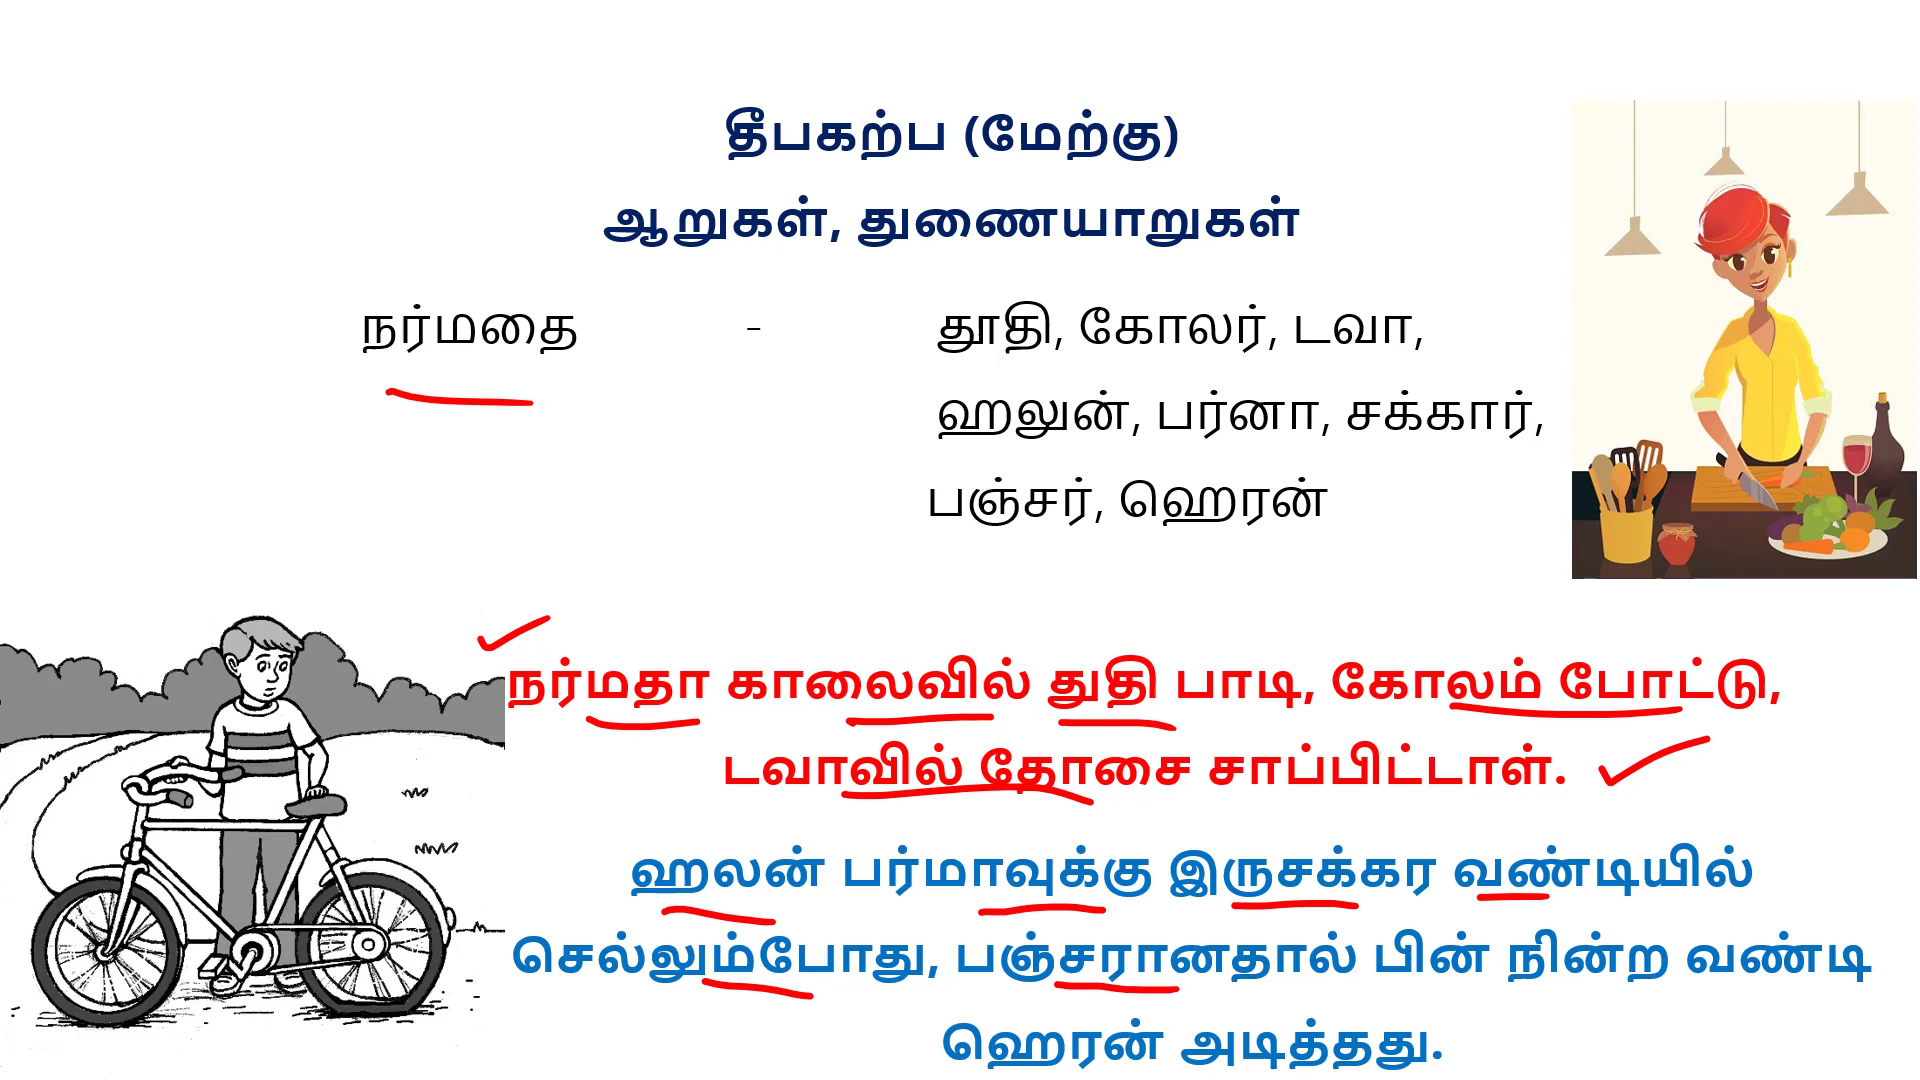 தீபகற்ப (மேற்கு)
ஆறுகள், துணையாறுகள்
நர்மதை - தூதி, கோலர், டவா,
ஹலுன், பர்னா, சக்கார்,
பஞ்சர், ஹெரன்
நர்மதா காலைவில் துதி பாடி, கோலம் போட்டு,
டவாவில் தோசை சாப்பிட்டாள்.
ஹலன் பர்மாவுக்கு இருசக்கர வண்டியில்
செல்லும்போது, பஞ்சரானதால் பின் நின்ற வண்டி
ஹெரன் அடித்தது.